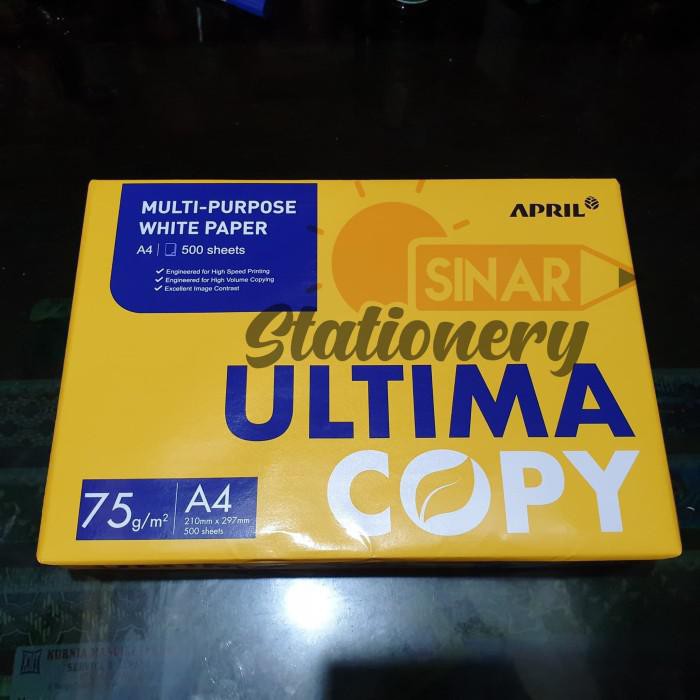 MULTI-PURPOSE
WHITE PAPER
A4 | 500 sheets
Engineered for High Speed Printing
Engineered for High Volume Copying
Excellent Image Contrast
APRIL
SINAR
Stationery
ULTIMA
COPY
75g/m²
A4
210mm x 297mm
500 sheets